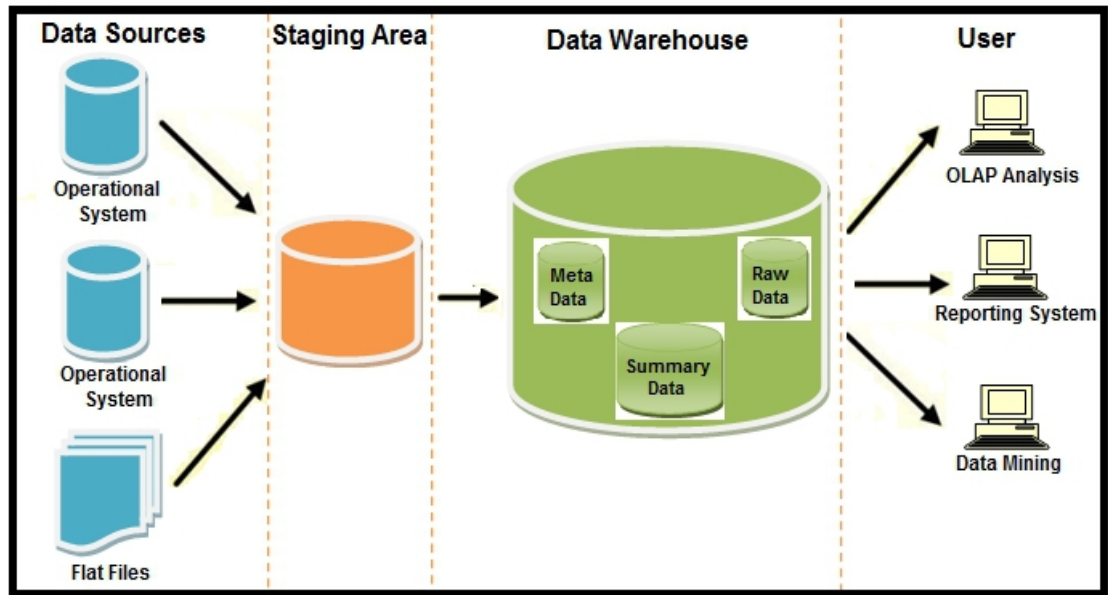 Data Sources
Staging Area
Data Warehouse
User
Operational
System
Operational
System
Flat Files
Meta
Data
Raw
Data
Summary
Data
OLAP Analysis
Reporting System
Data Mining